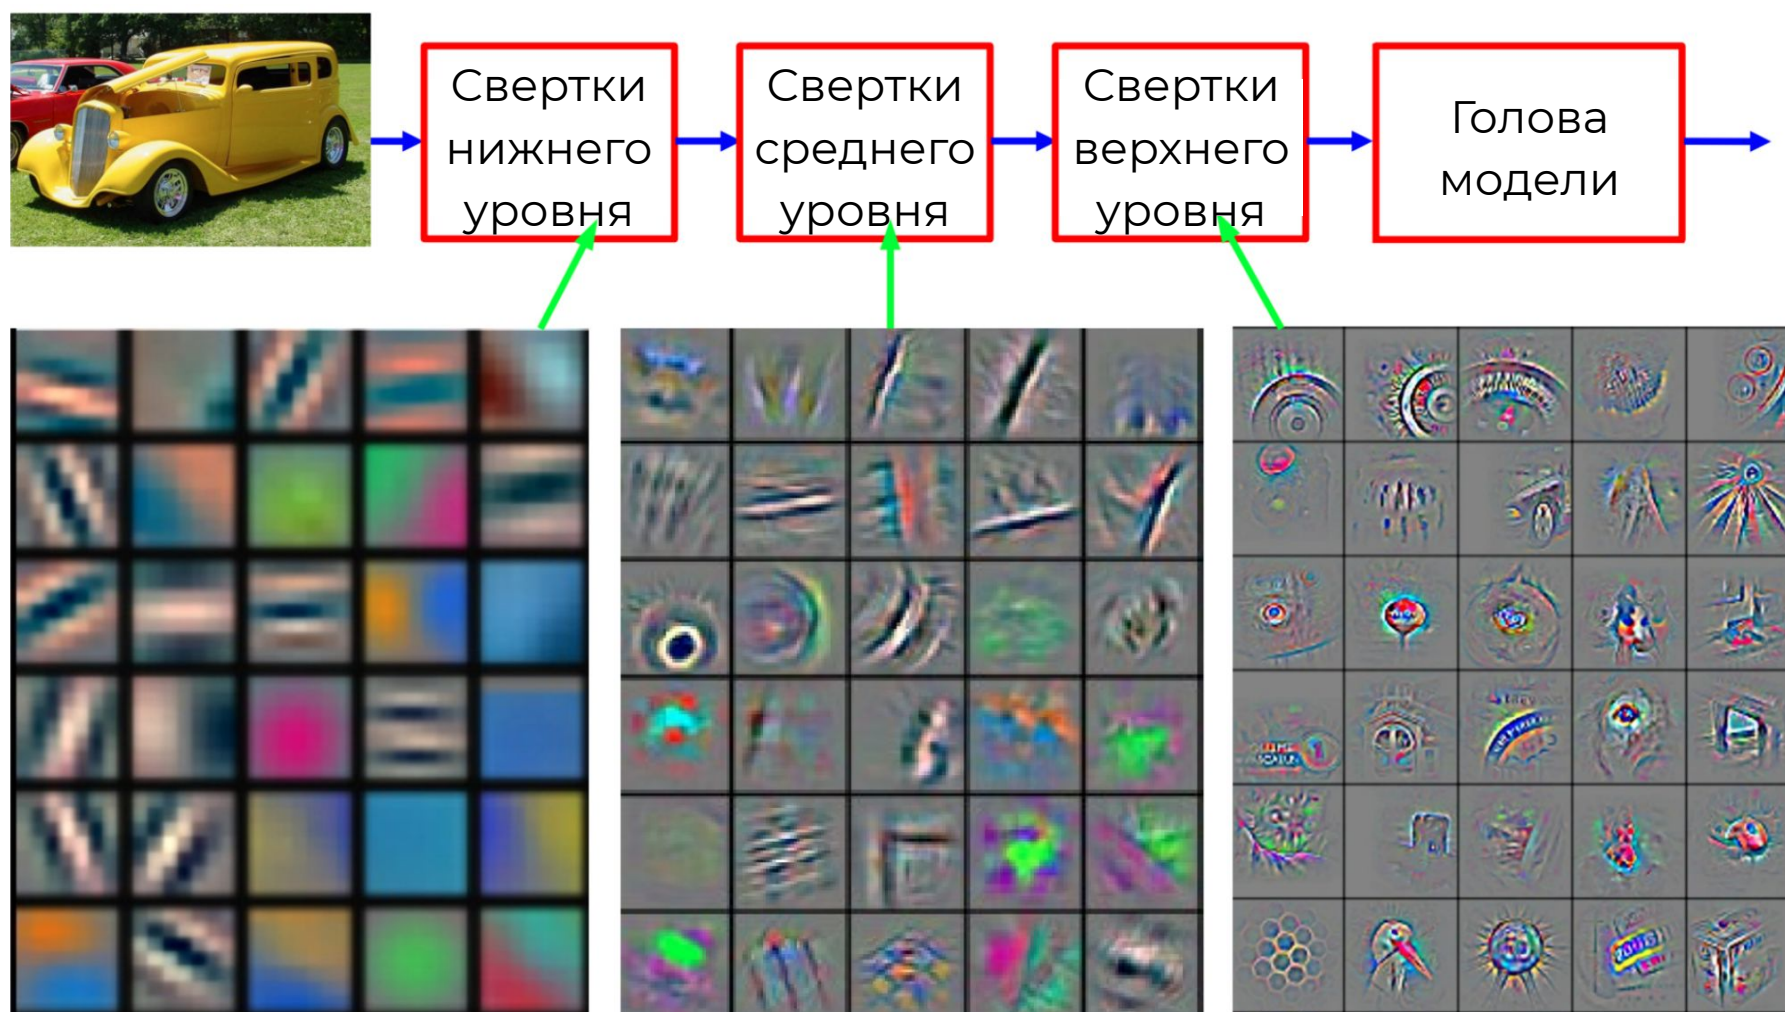 Свертки
нижнего
уровня
Свертки
среднего
уровня
Свертки
верхнего
уровня
Голова
модели